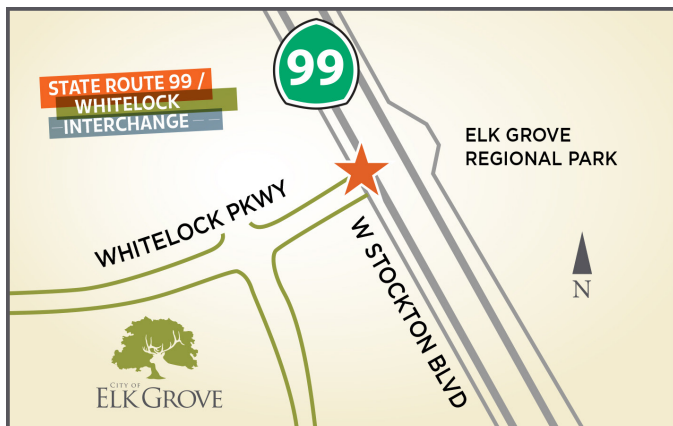 99
STATE ROUTE 99 /
WHITELOCK
INTERCHANGE
ELK GROVE
REGIONAL PARK
WHITELOCK PKWY
W STOCKTON BLVD
N
CITY OF
ELK GROVE